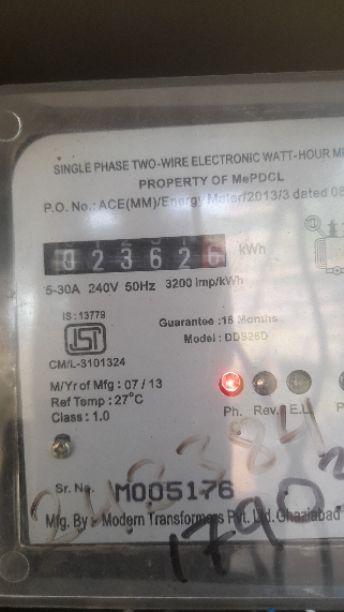 SINGLE PHASE TWO-WIRE ELECTRONIC WATT-HOUR
PROPERTY OF MePDCL
P.O. No.: ACE(MM)/Energy Meter/2013/3 dated 08
023626 kWh
5-30A 240V 50Hz 3200 imp/kWh
IS : 13779
ISI
CM/L-3101324
Guarantee : 15 Months
Model : DDS26D
M/Yr of Mfg : 07 / 13
Ref Temp : 27°C
Class : 1.0
Ph. Rev. E.L.
Sr. No. M005176
Mfg. By :- Modern Transformers Pvt. Ltd. Ghaziabad
1790